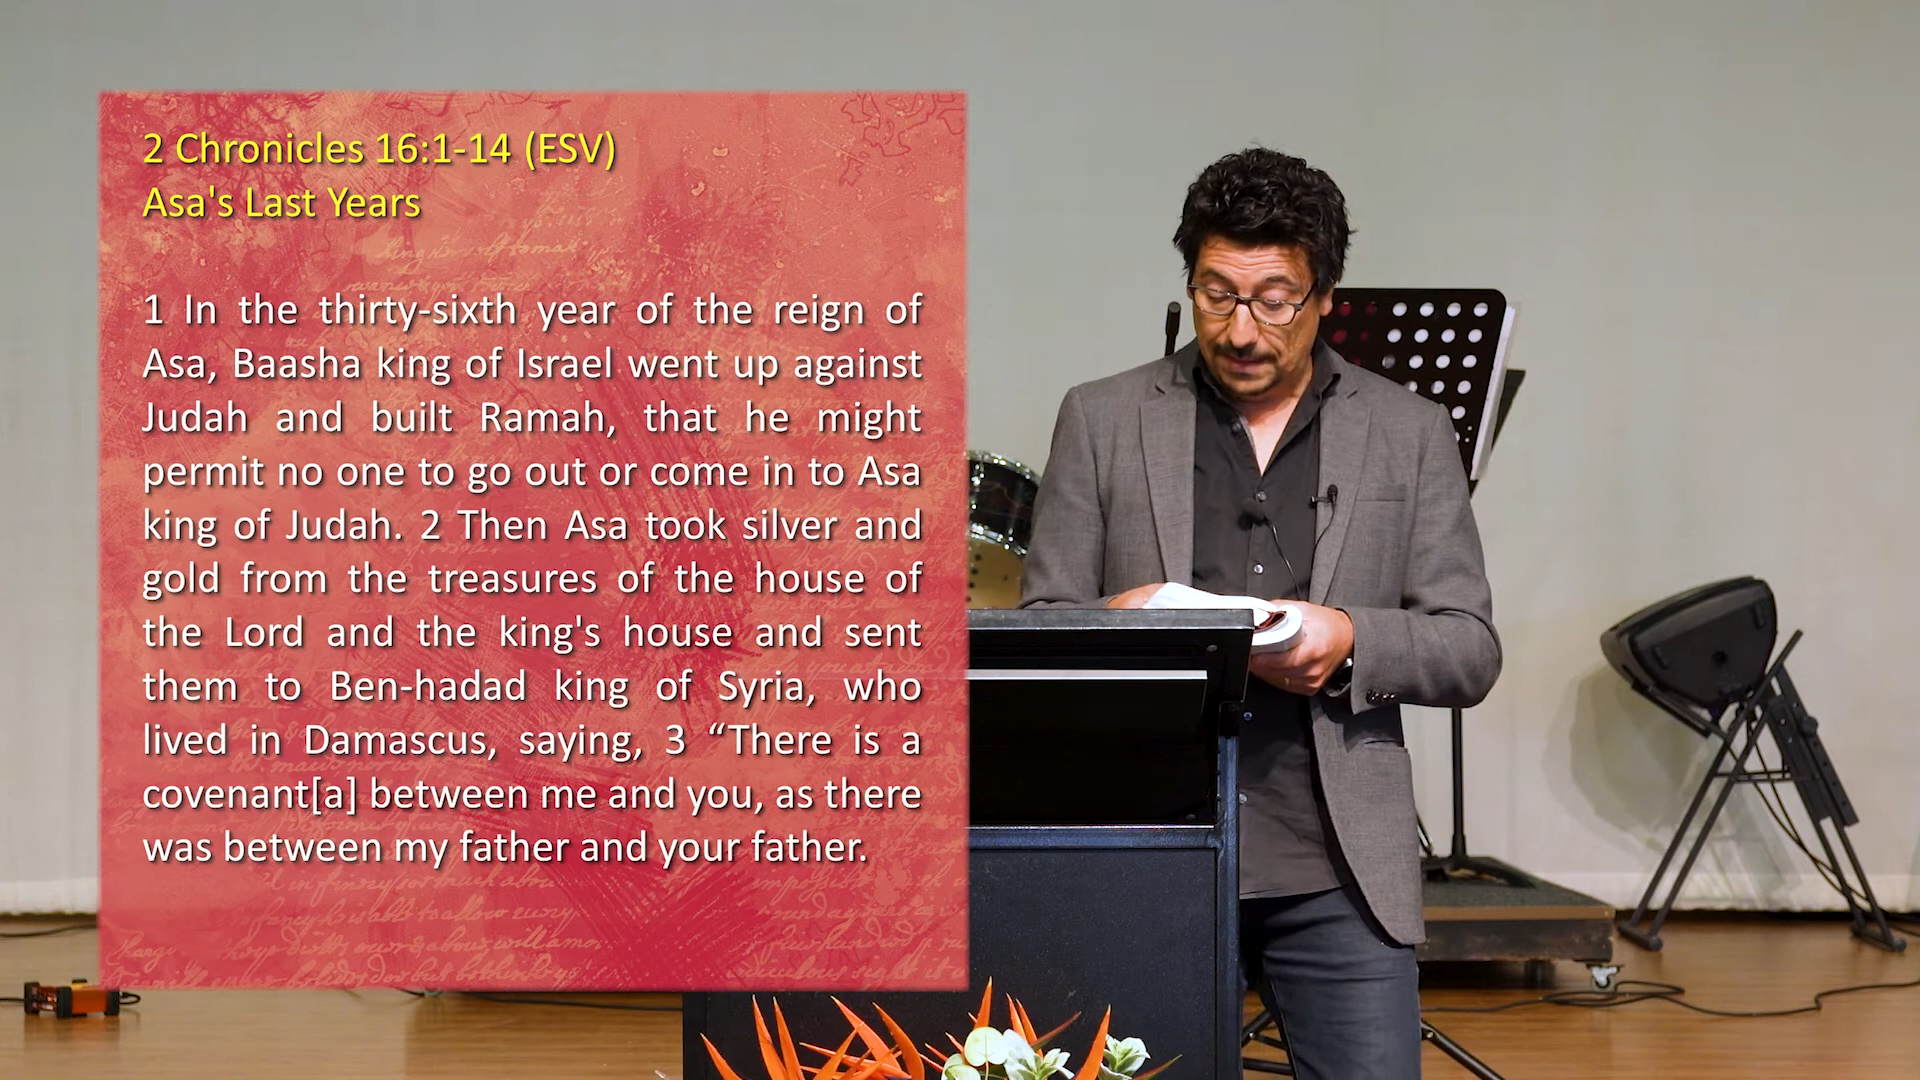 2 Chronicles 16:1-14 (ESV)
Asa's Last Years
1 In the thirty-sixth year of the reign of
Asa, Baasha king of Israel went up against
Judah and built Ramah, that he might
permit no one to go out or come in to Asa
king of Judah. 2 Then Asa took silver and
gold from the treasures of the house of
the Lord and the king's house and sent
them to Ben-hadad king of Syria, who
lived in Damascus, saying, 3 “There is a
covenant[a] between me and you, as there
was between my father and your father.